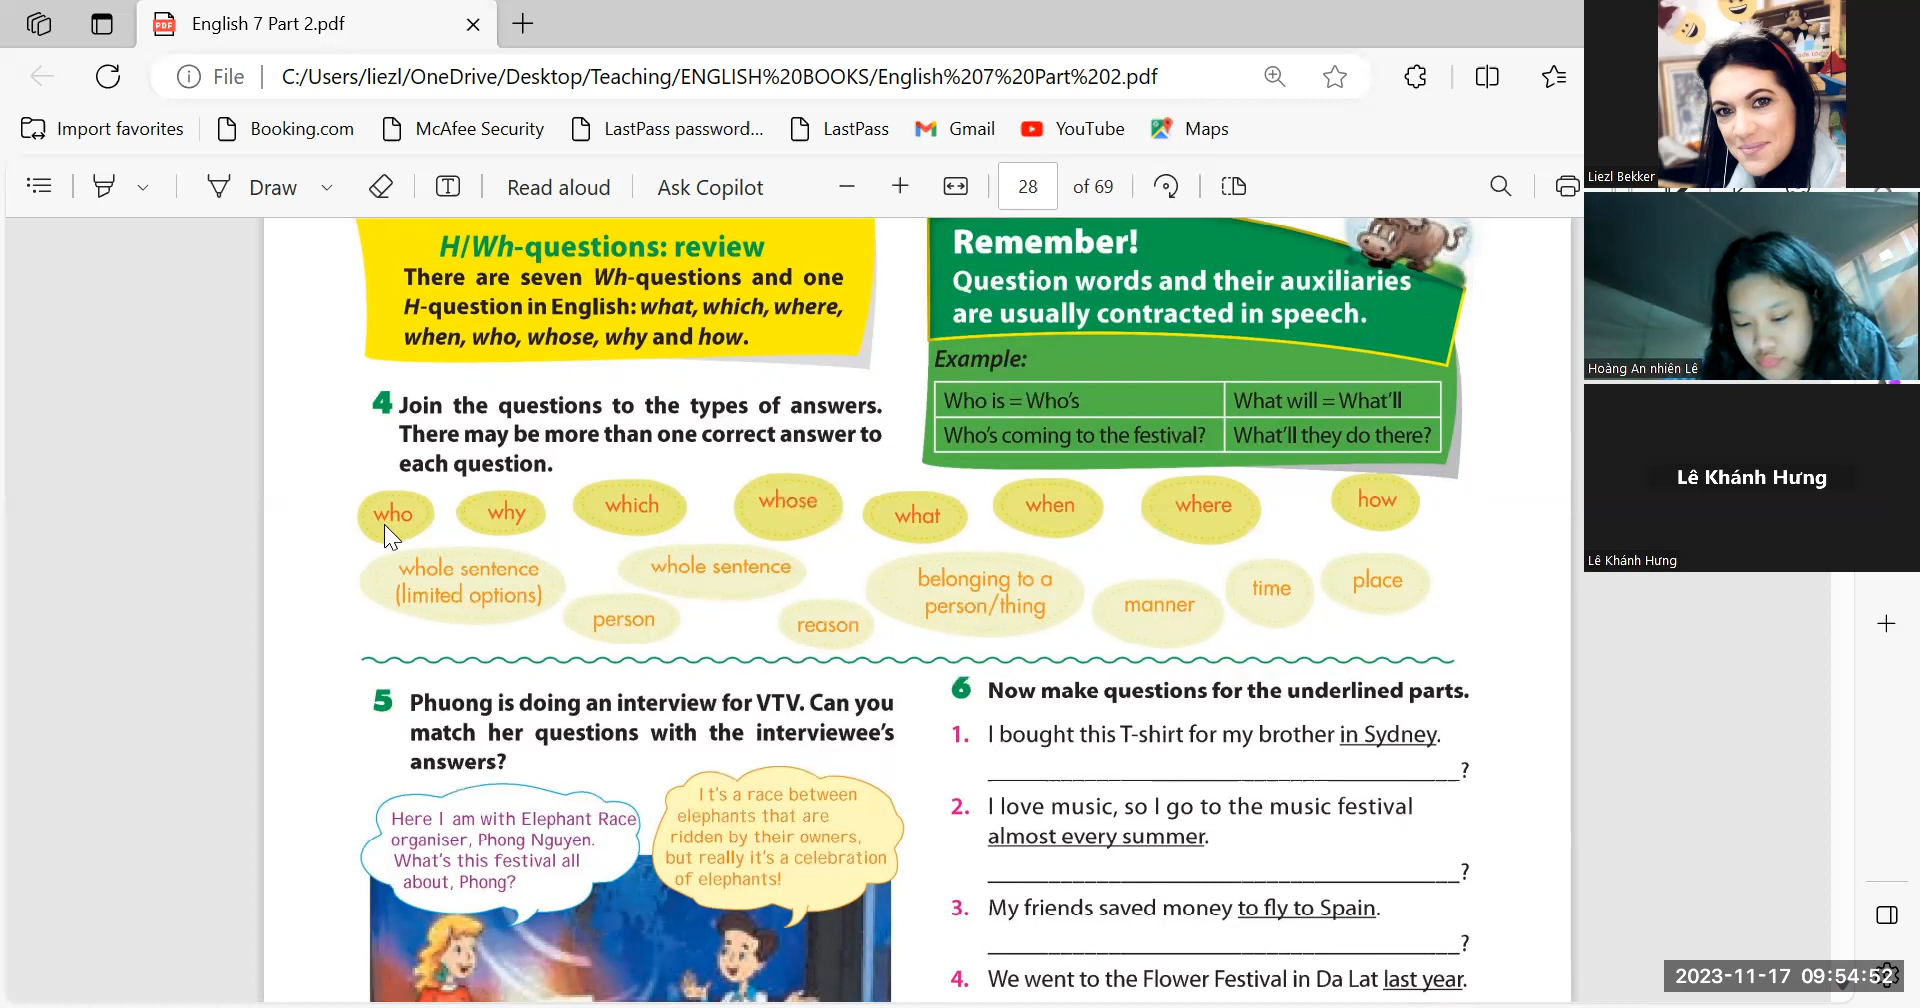 English 7 Part 2.pdf
File
C:/Users/liezl/OneDrive/Desktop/Teaching/ENGLISH%20BOOKS/English%207%20Part%202.pdf
Import favorites
Booking.com
McAfee Security
LastPass password...
LastPass
Gmail
YouTube
Maps
Draw
Read aloud
Ask Copilot
28
of 69
H/Wh-questions: review
There are seven Wh-questions and one
H-question in English: what, which, where,
when, who, whose, why and how.
Remember!
Question words and their auxiliaries
are usually contracted in speech.
Example:
Who is = Who's
What will = What'll
Who's coming to the festival?
What'll they do there?
4 Join the questions to the types of answers.
There may be more than one correct answer to
each question.
who
why
which
whose
what
when
where
how
whole sentence
(limited options)
person
whole sentence
reason
belonging to a
person/thing
manner
time
place
5 Phuong is doing an interview for VTV. Can you
match her questions with the interviewee's
answers?
Here I am with Elephant Race
organiser, Phong Nguyen.
What's this festival all
about, Phong?
It's a race between
elephants that are
ridden by their owners,
but really it's a celebration
of elephants!
6 Now make questions for the underlined parts.
1. I bought this T-shirt for my brother in Sydney.
?
2. I love music, so I go to the music festival
almost every summer.
?
3. My friends saved money to fly to Spain.
?
4. We went to the Flower Festival in Da Lat last year.
Liezl Bekker
Hoàng An nhiên Lê
Lê Khánh Hưng
Lê Khánh Hưng
2023-11-17 09:54:52